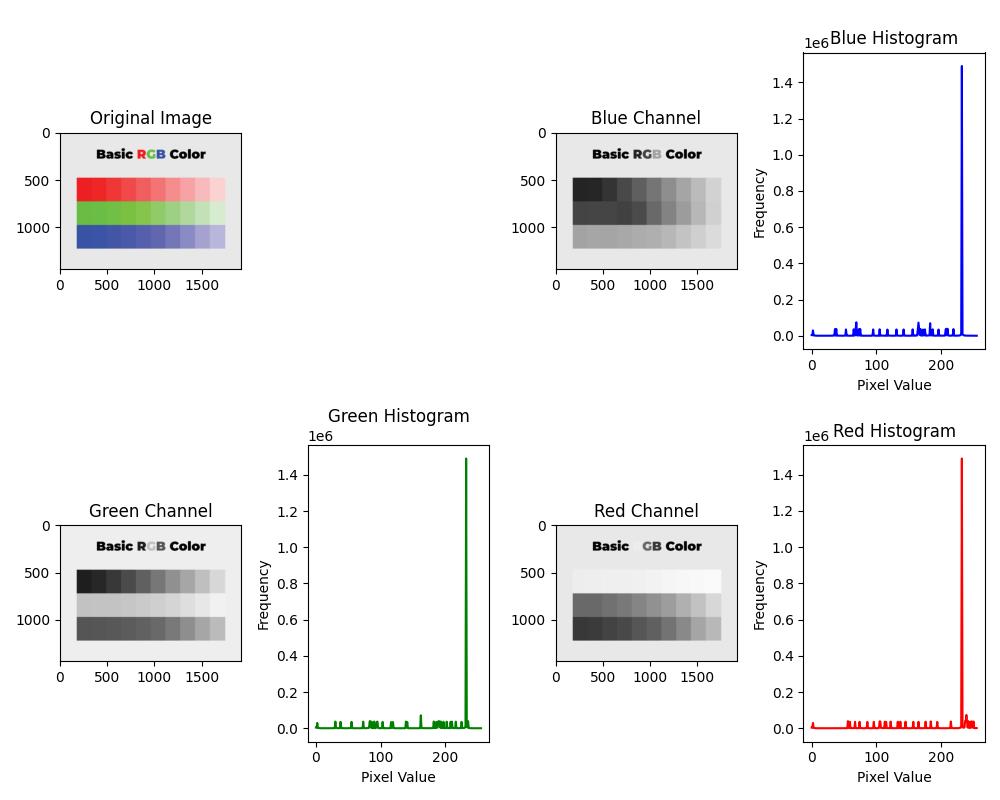 Original Image
0
500
1000
Basic RGB Color
0 500 1000 1500
Blue Channel
0
500
1000
Basic RGB Color
0 500 1000 1500
Blue Histogram
1e6
1.4
1.2
1.0
0.8
0.6
0.4
0.2
0.0
Frequency
0 100 200
Pixel Value
Green Channel
0
500
1000
Basic RGB Color
0 500 1000 1500
Green Histogram
1e6
1.4
1.2
1.0
0.8
0.6
0.4
0.2
0.0
Frequency
0 100 200
Pixel Value
Red Channel
0
500
1000
Basic GB Color
0 500 1000 1500
Red Histogram
1e6
1.4
1.2
1.0
0.8
0.6
0.4
0.2
0.0
Frequency
0 100 200
Pixel Value